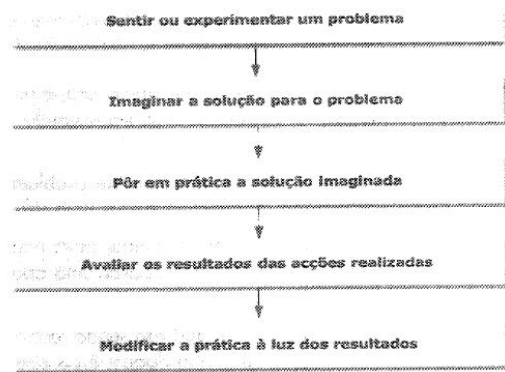 Sentir ou experimentar um problema
Imaginar a solução para o problema
Pôr em prática a solução imaginada
Avaliar os resultados das acções realizadas
Modificar a prática à luz dos resultados